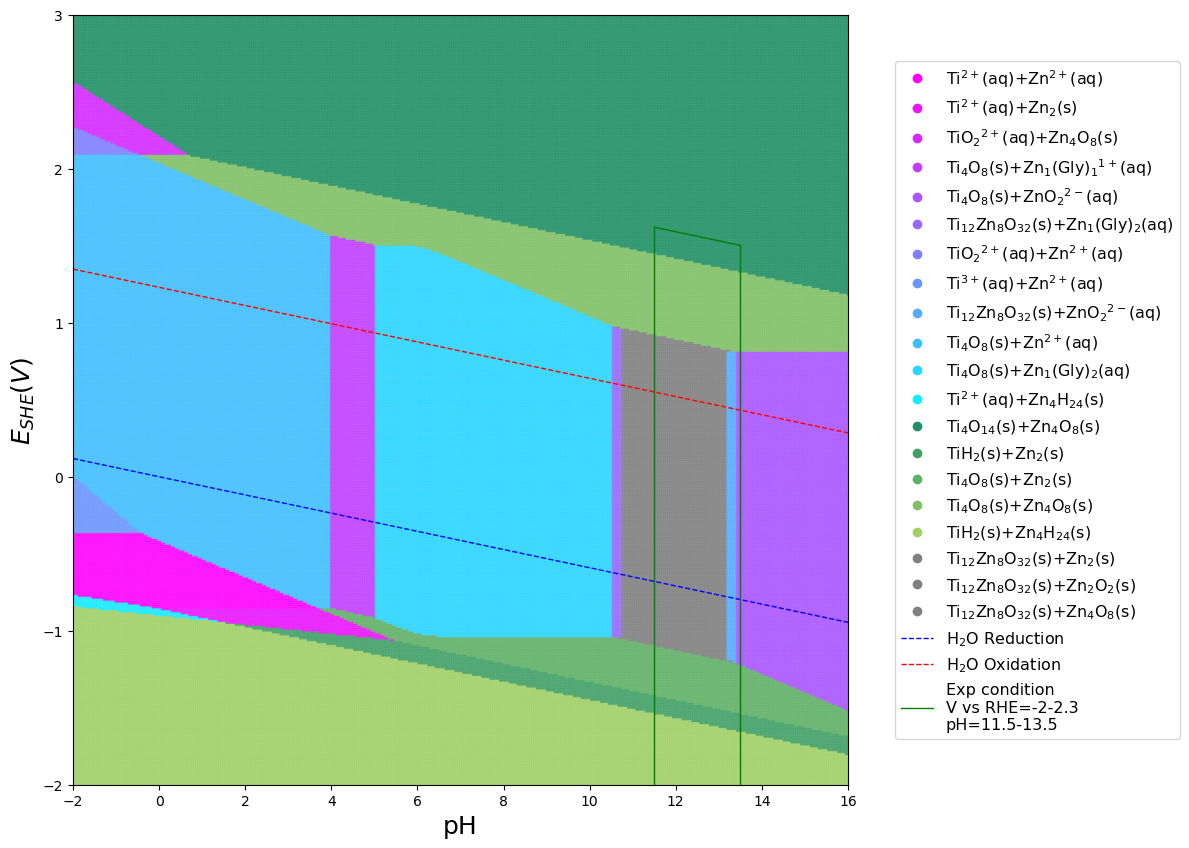 3
2
1
0
−1
−2
E_SHE(V)
−2 0 2 4 6 8 10 12 14 16
pH
Ti²⁺(aq)+Zn²⁺(aq)
Ti²⁺(aq)+Zn₂(s)
TiO₂²⁺(aq)+Zn₄O₈(s)
Ti₄O₈(s)+Zn₁(Gly)₁¹⁺(aq)
Ti₄O₈(s)+ZnO₂²⁻(aq)
Ti₁₂Zn₈O₃₂(s)+Zn₁(Gly)₂(aq)
TiO₂²⁺(aq)+Zn²⁺(aq)
Ti³⁺(aq)+Zn²⁺(aq)
Ti₁₂Zn₈O₃₂(s)+ZnO₂²⁻(aq)
Ti₄O₈(s)+Zn²⁺(aq)
Ti₄O₈(s)+Zn₁(Gly)₂(aq)
Ti²⁺(aq)+Zn₄H₂₄(s)
Ti₄O₁₄(s)+Zn₄O₈(s)
TiH₂(s)+Zn₂(s)
Ti₄O₈(s)+Zn₂(s)
Ti₄O₈(s)+Zn₄O₈(s)
TiH₂(s)+Zn₄H₂₄(s)
Ti₁₂Zn₈O₃₂(s)+Zn₂(s)
Ti₁₂Zn₈O₃₂(s)+Zn₂O₂(s)
Ti₁₂Zn₈O₃₂(s)+Zn₄O₈(s)
H₂O Reduction
H₂O Oxidation
Exp condition
V vs RHE=-2-2.3
pH=11.5-13.5